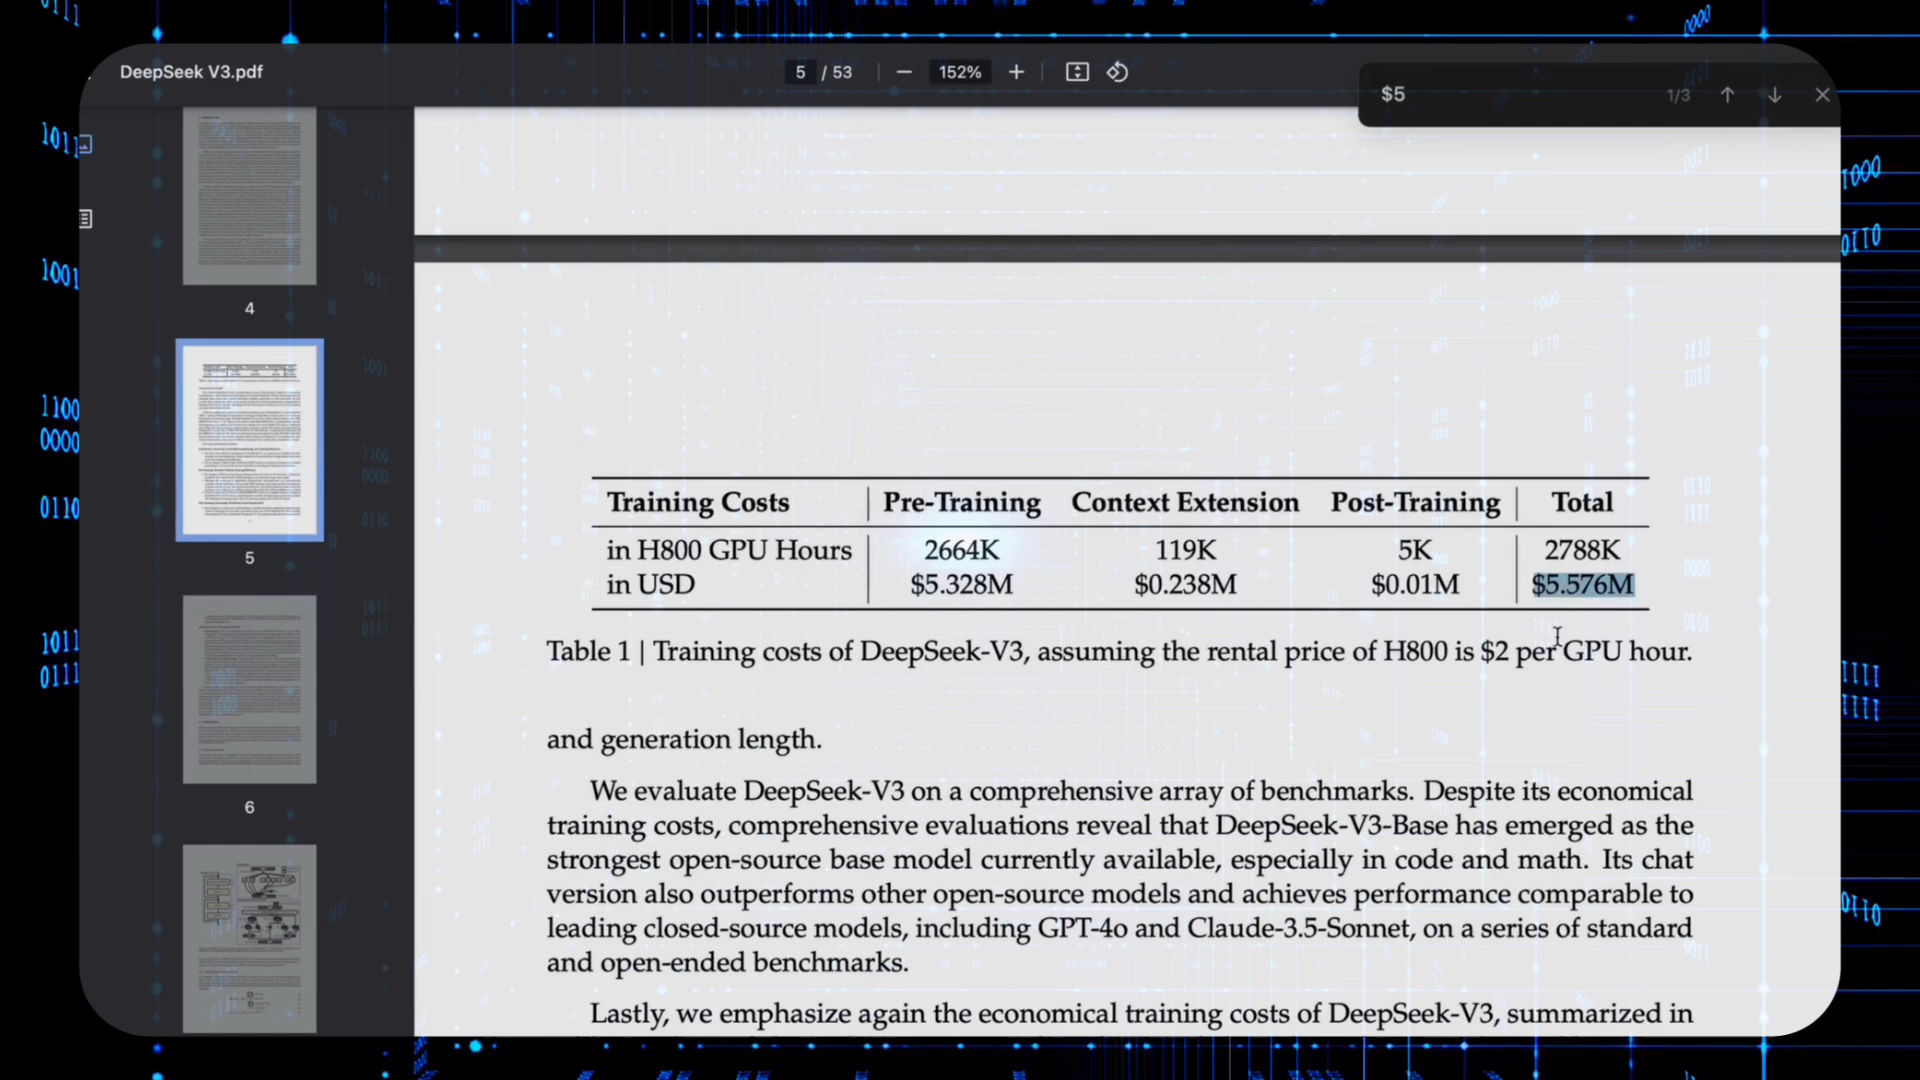 DeepSeek V3.pdf
5 / 53
152%
$5
1/3
4
5
6
Training Costs Pre-Training Context Extension Post-Training Total
in H800 GPU Hours 2664K 119K 5K 2788K
in USD $5.328M $0.238M $0.01M $5.576M
Table 1 | Training costs of DeepSeek-V3, assuming the rental price of H800 is $2 per GPU hour.
and generation length.
We evaluate DeepSeek-V3 on a comprehensive array of benchmarks. Despite its economical
training costs, comprehensive evaluations reveal that DeepSeek-V3-Base has emerged as the
strongest open-source base model currently available, especially in code and math. Its chat
version also outperforms other open-source models and achieves performance comparable to
leading closed-source models, including GPT-4o and Claude-3.5-Sonnet, on a series of standard
and open-ended benchmarks.
Lastly, we emphasize again the economical training costs of DeepSeek-V3, summarized in